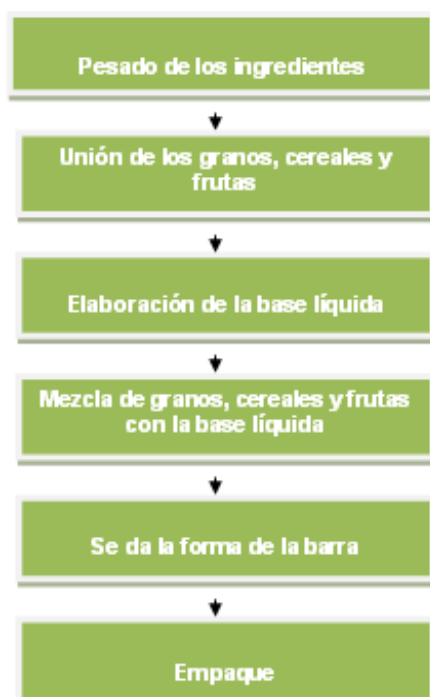 Pesado de los ingredientes
Unión de los granos, cereales y
frutas
Elaboración de la base líquida
Mezcla de granos, cereales y frutas
con la base líquida
Se da la forma de la barra
Empaque